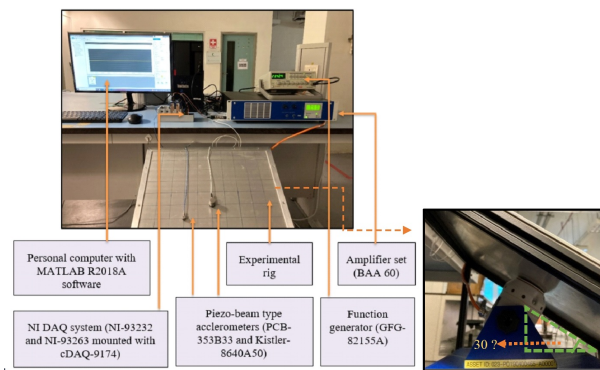 Personal computer with
MATLAB R2018A
software
Experimental
rig
Amplifier set
(BAA 60)
NI DAQ system (NI-93232
and NI-93263 mounted with
cDAQ-9174)
Piezo-beam type
acclerometers (PCB-
353B33 and Kistler-
8640A50)
Function
generator (GFG-
82155A)
30 ?